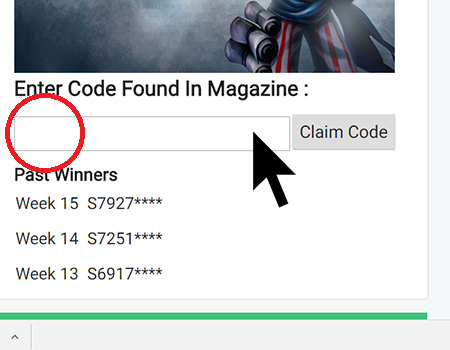 Enter Code Found In Magazine :
Claim Code
Past Winners
Week 15 S7927****
Week 14 S7251****
Week 13 S6917****